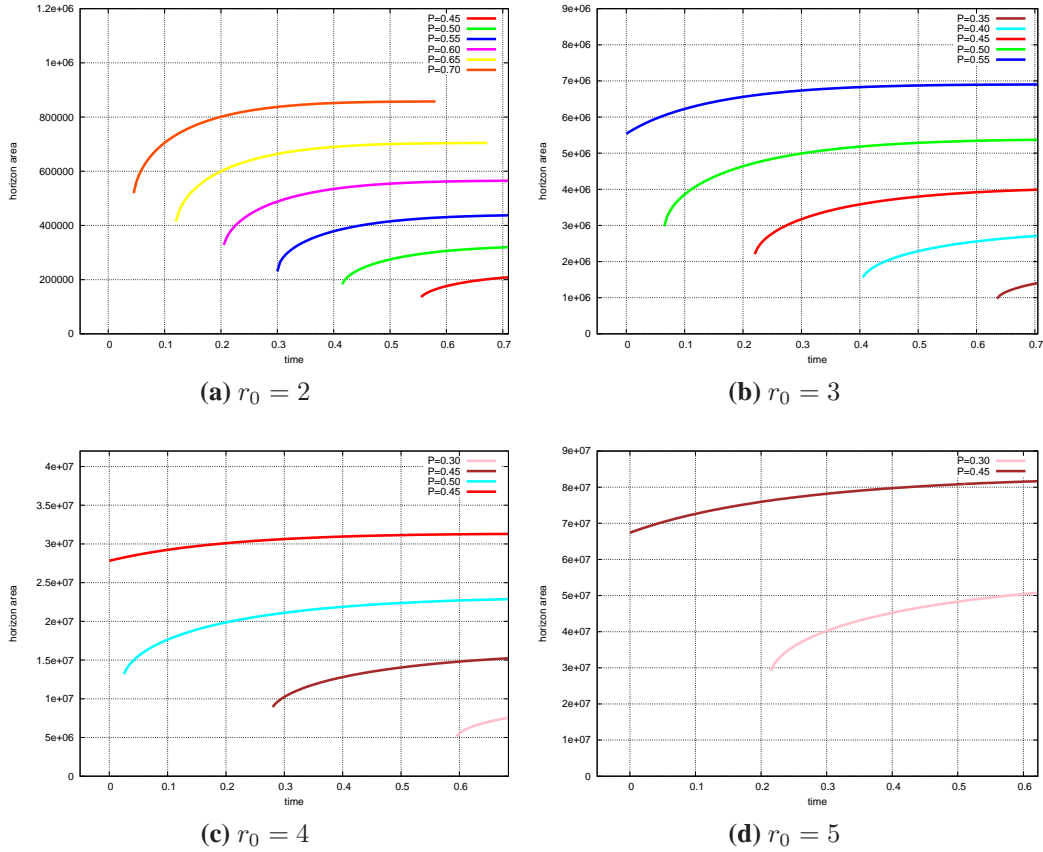 1.2e+06
1e+06
800000
600000
400000
200000
0
horizon area
0 0.1 0.2 0.3 0.4 0.5 0.6 0.7
time
P=0.45
P=0.50
P=0.55
P=0.60
P=0.65
P=0.70
(a) r₀ = 2
9e+06
8e+06
7e+06
6e+06
5e+06
4e+06
3e+06
2e+06
1e+06
0
horizon area
0 0.1 0.2 0.3 0.4 0.5 0.6 0.7
time
P=0.35
P=0.40
P=0.45
P=0.50
P=0.55
(b) r₀ = 3
4e+07
3.5e+07
3e+07
2.5e+07
2e+07
1.5e+07
1e+07
5e+06
0
horizon area
0 0.1 0.2 0.3 0.4 0.5 0.6
time
P=0.30
P=0.45
P=0.50
P=0.45
(c) r₀ = 4
9e+07
8e+07
7e+07
6e+07
5e+07
4e+07
3e+07
2e+07
1e+07
0
horizon area
0 0.1 0.2 0.3 0.4 0.5 0.6
time
P=0.30
P=0.45
(d) r₀ = 5